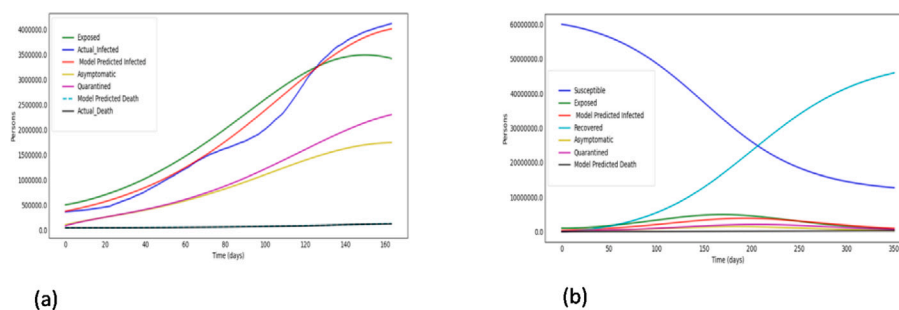 4000000.0
3500000.0
3000000.0
2500000.0
2000000.0
1500000.0
1000000.0
500000.0
0.0
Persons
Exposed
Actual_Infected
Model Predicted Infected
Asymptomatic
Quarantined
Model Predicted Death
Actual_Death
0 20 40 60 80 100 120 140 160
Time (days)
(a)
60000000.0
50000000.0
40000000.0
30000000.0
20000000.0
10000000.0
0.0
Persons
Susceptible
Exposed
Model Predicted Infected
Recovered
Asymptomatic
Quarantined
Model Predicted Death
0 50 100 150 200 250 300 350
Time (days)
(b)